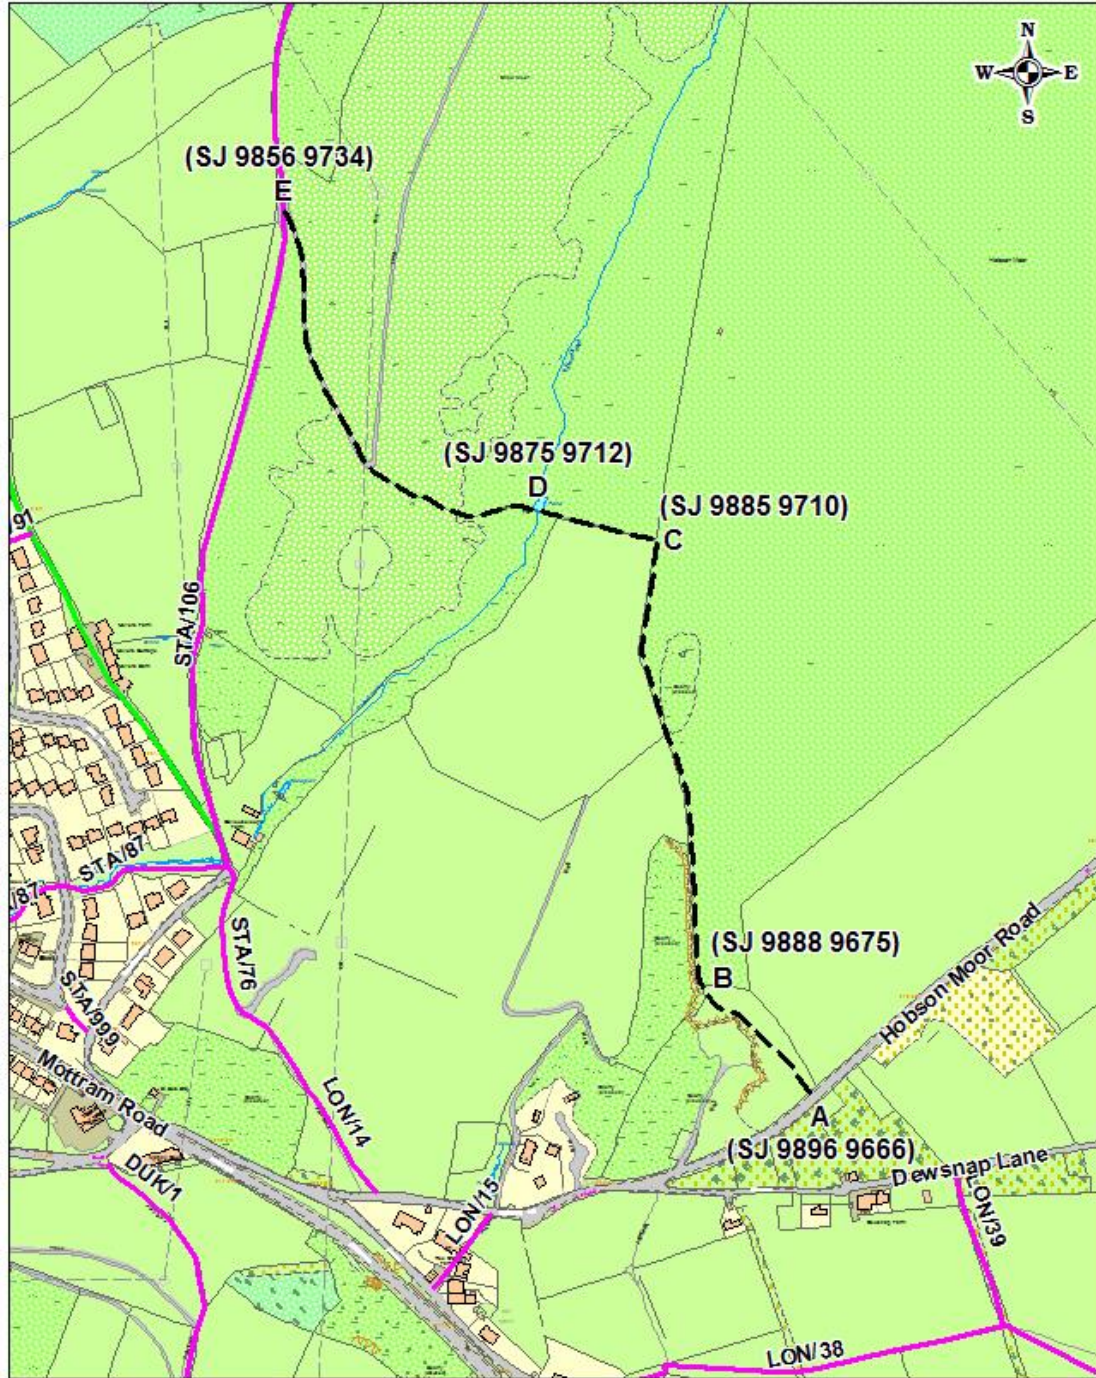 N
W E
S
(SJ 9856 9734)
E
(SJ 9875 9712)
D
(SJ 9885 9710)
C
/91
STA/106
STA/87
/87
STA/76
STA/999
(SJ 9888 9675)
B
Hobson Moor Road
Mottram Road
LON/14
A
(SJ 9896 9666)
DUK/1
LON/15
Dewsnap Lane
LON/39
LON/38